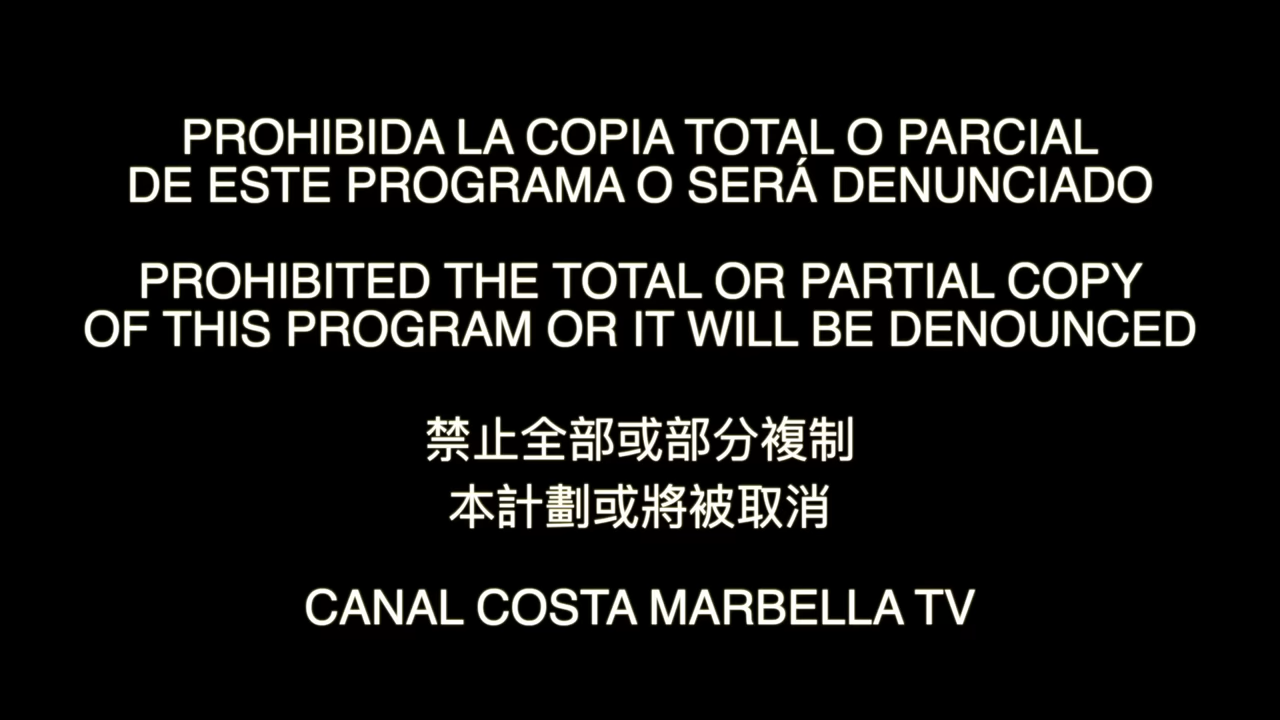 PROHIBIDA LA COPIA TOTAL O PARCIAL
DE ESTE PROGRAMA O SERÁ DENUNCIADO
PROHIBITED THE TOTAL OR PARTIAL COPY
OF THIS PROGRAM OR IT WILL BE DENOUNCED
禁止全部或部分複制
本計劃或將被取消
CANAL COSTA MARBELLA TV